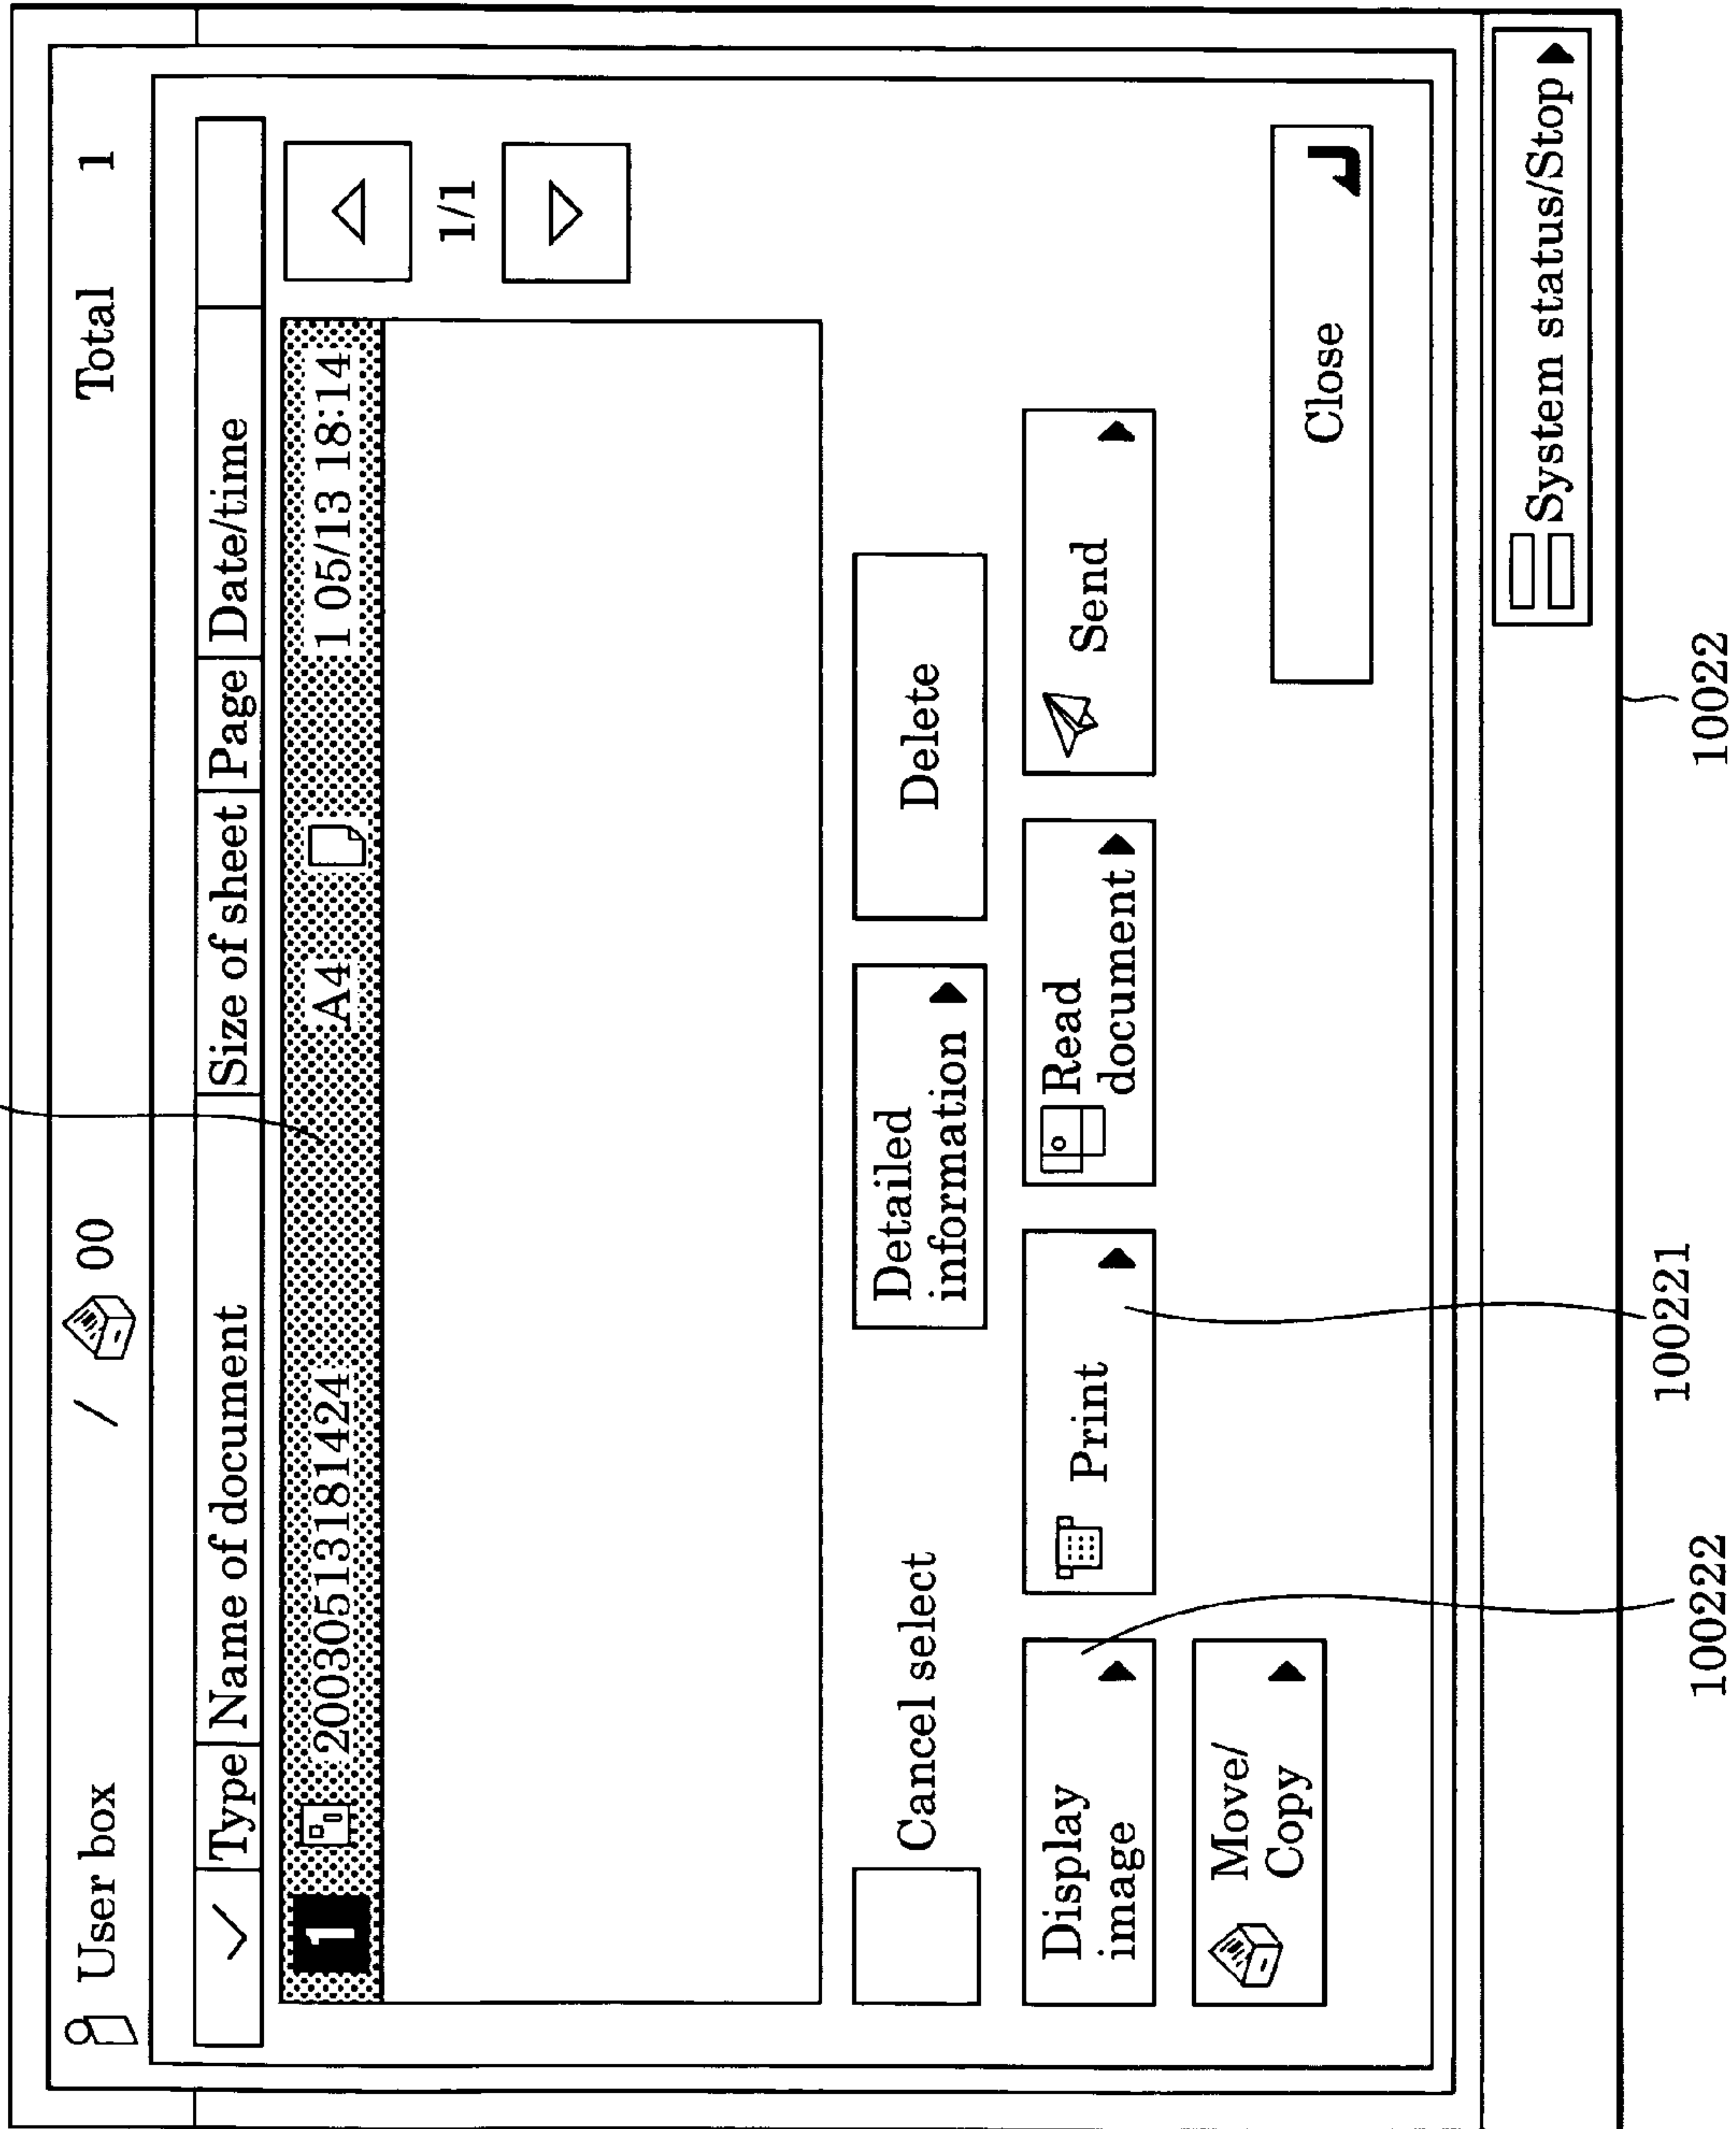 User box / 00 Total 1
Type Name of document Size of sheet Page Date/time
1 20030513181424 A4 1 05/13 18:14
1/1
Cancel select
Detailed
information
Delete
Display
image
Print
Read
document
Send
Move/
Copy
Close
System status/Stop
100222
100221
10022